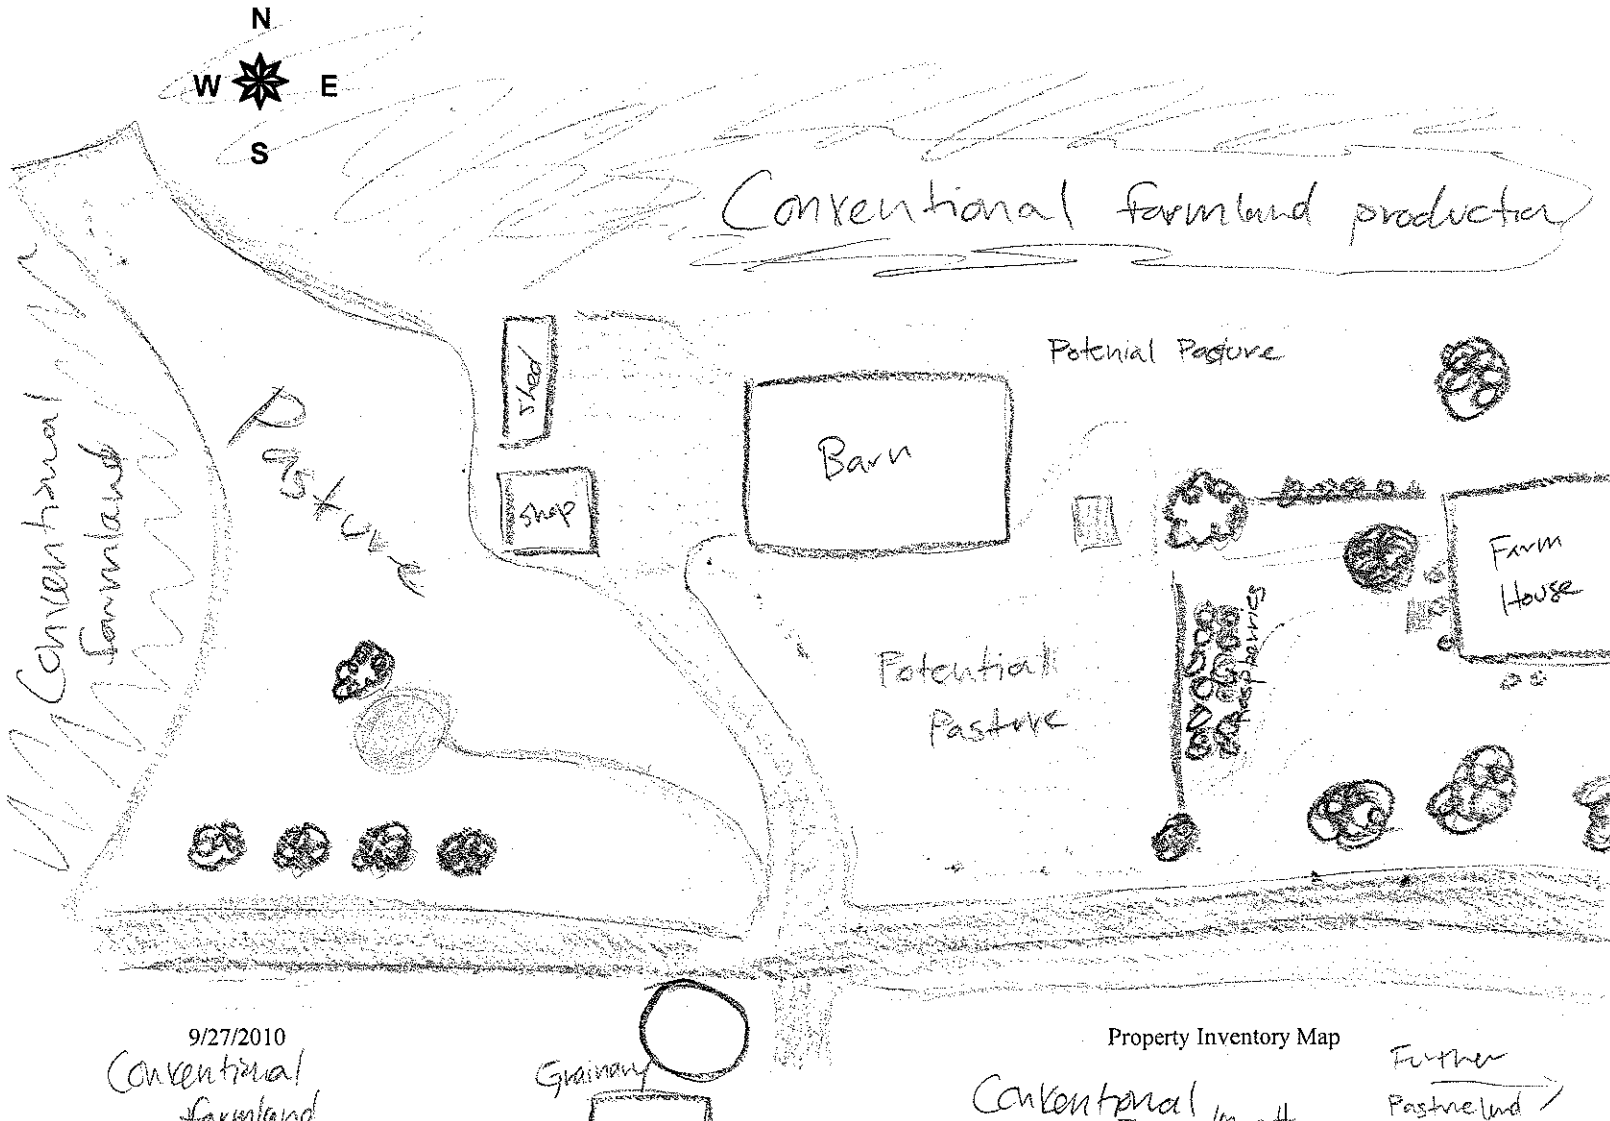 N
W E
S
Conventional farmland production
Potenial Pasture
shed
Barn
shop
Pasture
Conventional
farmland
Farm
House
Raspberries
Potential
Pasture
9/27/2010
Property Inventory Map
Conventional
farmland
Grainary
Conventional
Further
Pastureland